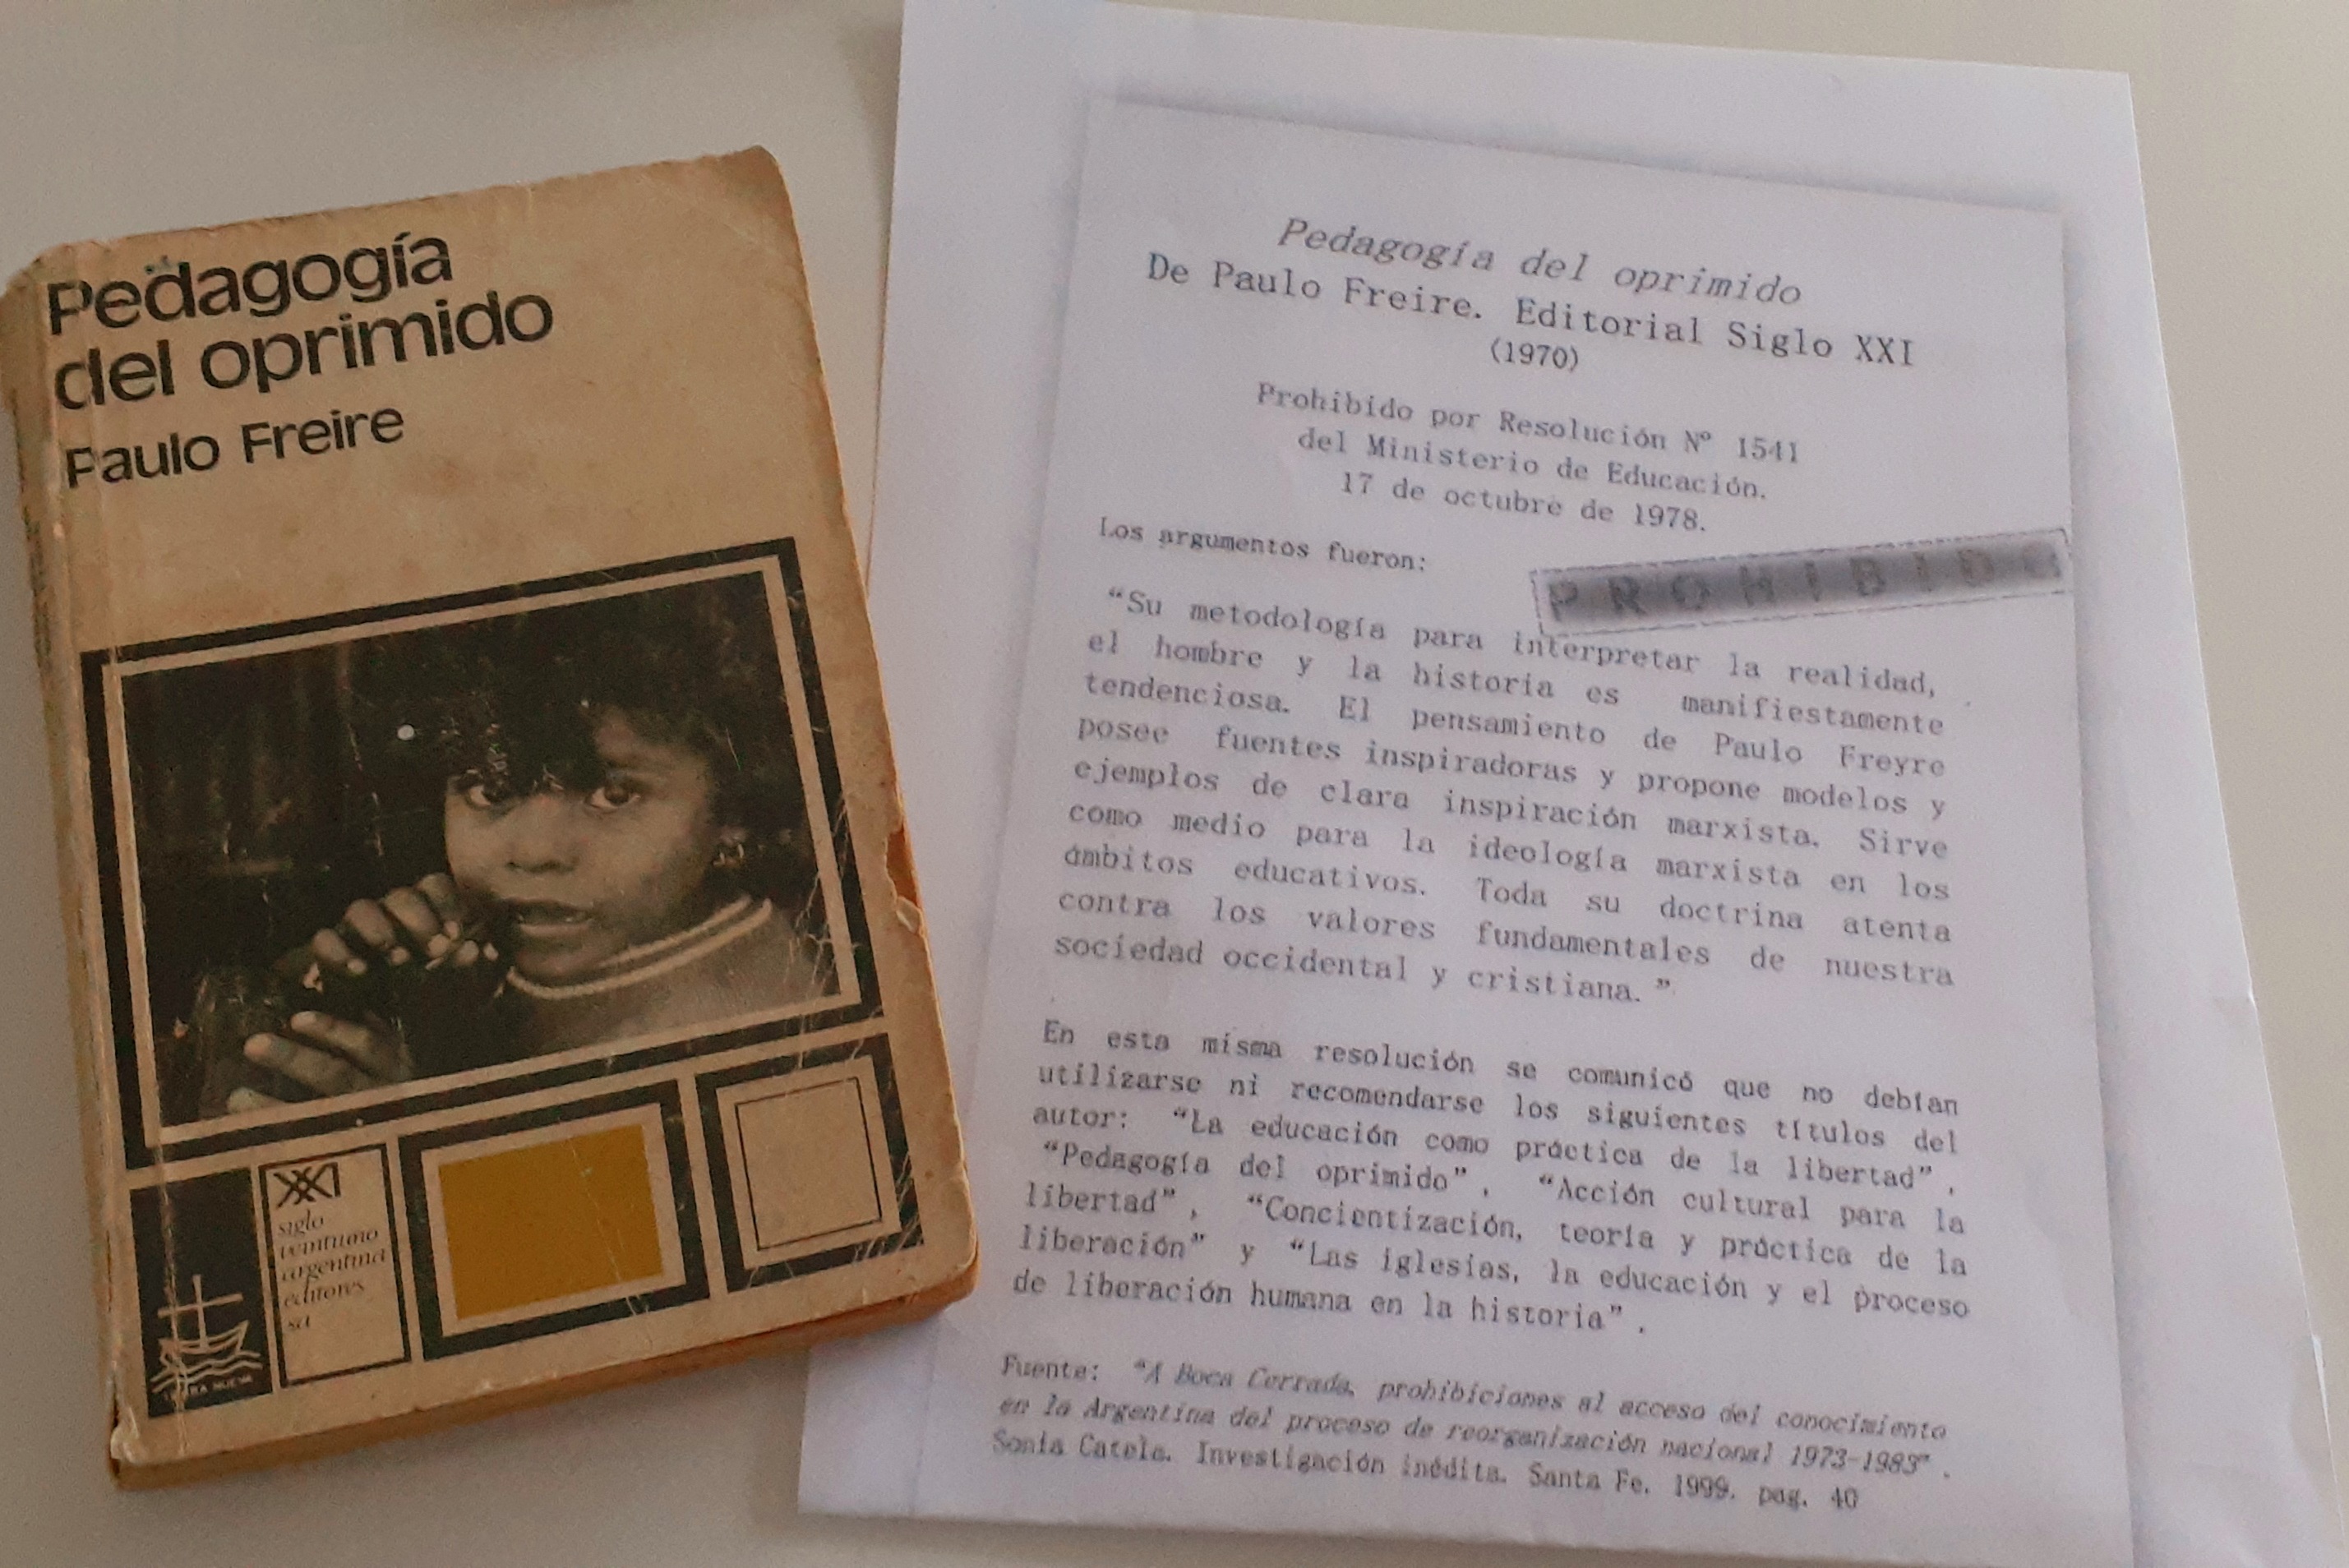 Pedagogía
del oprimido
Paulo Freire
XXI
siglo
veintiuno
argentina
editores
sa
TIERRA NUEVA
Pedagogía del oprimido
De Paulo Freire. Editorial Siglo XXI
(1970)
Prohibido por Resolución Nº 1541
del Ministerio de Educación.
17 de octubre de 1978.
Los argumentos fueron:
PROHIBIDO
“Su metodología para interpretar la realidad,
el hombre y la historia es manifiestamente
tendenciosa. El pensamiento de Paulo Freyre
posee fuentes inspiradoras y propone modelos y
ejemplos de clara inspiración marxista. Sirve
como medio para la ideología marxista en los
ámbitos educativos. Toda su doctrina atenta
contra los valores fundamentales de nuestra
sociedad occidental y cristiana.”
En esta misma resolución se comunicó que no debían
utilizarse ni recomendarse los siguientes títulos del
autor: “La educación como práctica de la libertad”,
“Pedagogía del oprimido”, “Acción cultural para la
libertad”, “Concientización, teoría y práctica de la
liberación” y “Las iglesias, la educación y el proceso
de liberación humana en la historia”.
Fuente: “A Boca Cerrada, prohibiciones al acceso del conocimiento
en la Argentina del proceso de reorganización nacional 1973-1983”.
Sonia Catela. Investigación inédita. Santa Fe. 1999. pag. 40